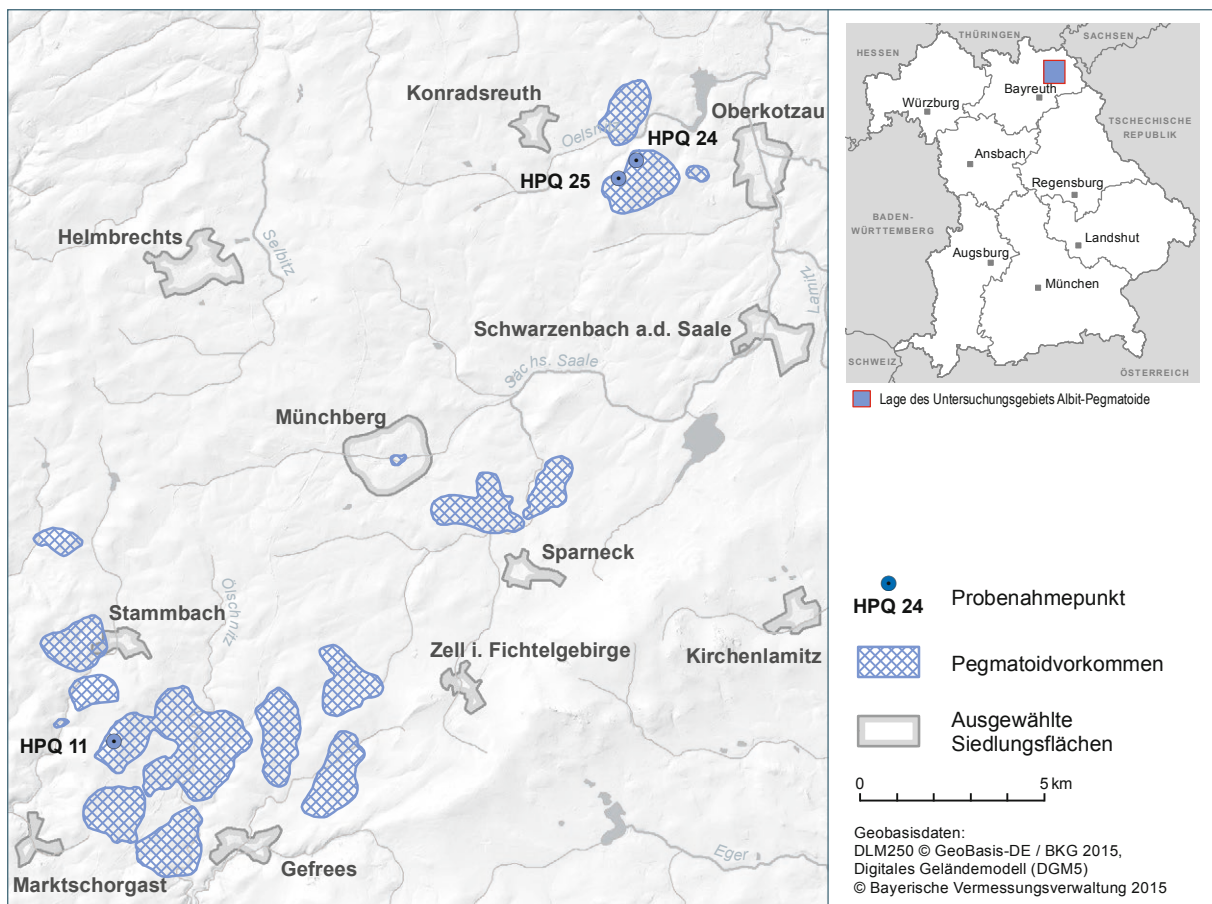 Konradsreuth
Oelsnitz
Oberkotzau
HPQ 24
HPQ 25
Helmbrechts
Selbitz
Lamitz
Schwarzenbach a.d. Saale
Sächs. Saale
Münchberg
Sparneck
Ölschnitz
Stammbach
Zell i. Fichtelgebirge
Kirchenlamitz
HPQ 11
Gefrees
Marktschorgast
Eger
THÜRINGEN
SACHSEN
HESSEN
Bayreuth
Würzburg
TSCHECHISCHE
REPUBLIK
Ansbach
Regensburg
BADEN-
WÜRTTEMBERG
Landshut
Augsburg
München
SCHWEIZ
ÖSTERREICH
Lage des Untersuchungsgebiets Albit-Pegmatoide
HPQ 24 Probenahmepunkt
Pegmatoidvorkommen
Ausgewählte
Siedlungsflächen
0 5 km
Geobasisdaten:
DLM250 © GeoBasis-DE / BKG 2015,
Digitales Geländemodell (DGM5)
© Bayerische Vermessungsverwaltung 2015